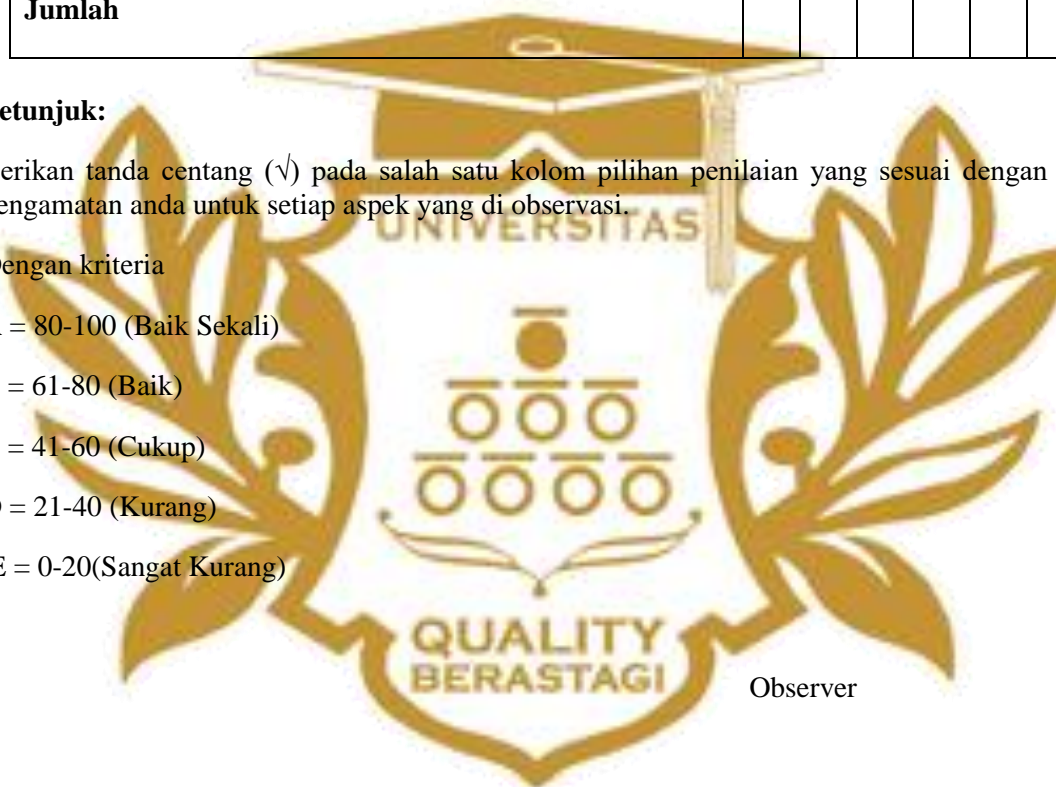 Jumlah
etunjuk:
erikan tanda centang (√) pada salah satu kolom pilihan penilaian yang sesuai dengan
engamatan anda untuk setiap aspek yang di observasi.
UNIVERSITAS
Dengan kriteria
= 80-100 (Baik Sekali)
= 61-80 (Baik)
= 41-60 (Cukup)
= 21-40 (Kurang)
E = 0-20(Sangat Kurang)
QUALITY
BERASTAGI
Observer